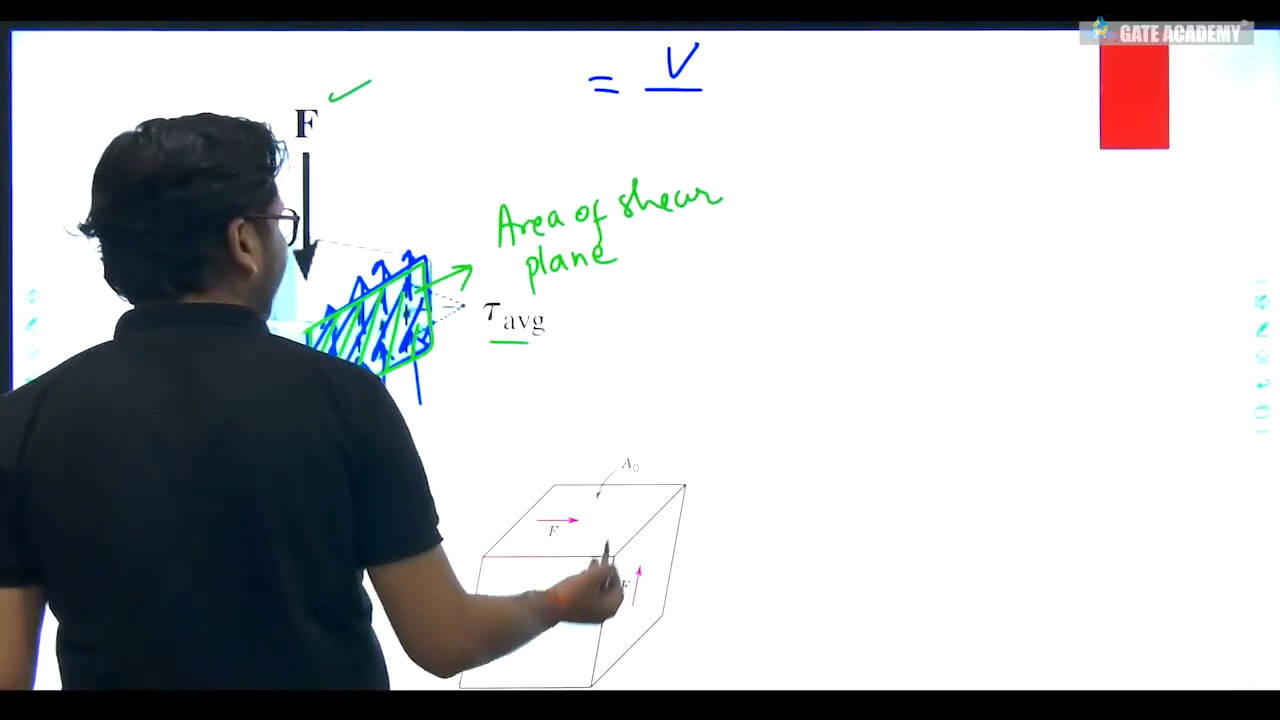 GATE ACADEMY
= V
F
Area of shear
plane
τavg
A0
F
F